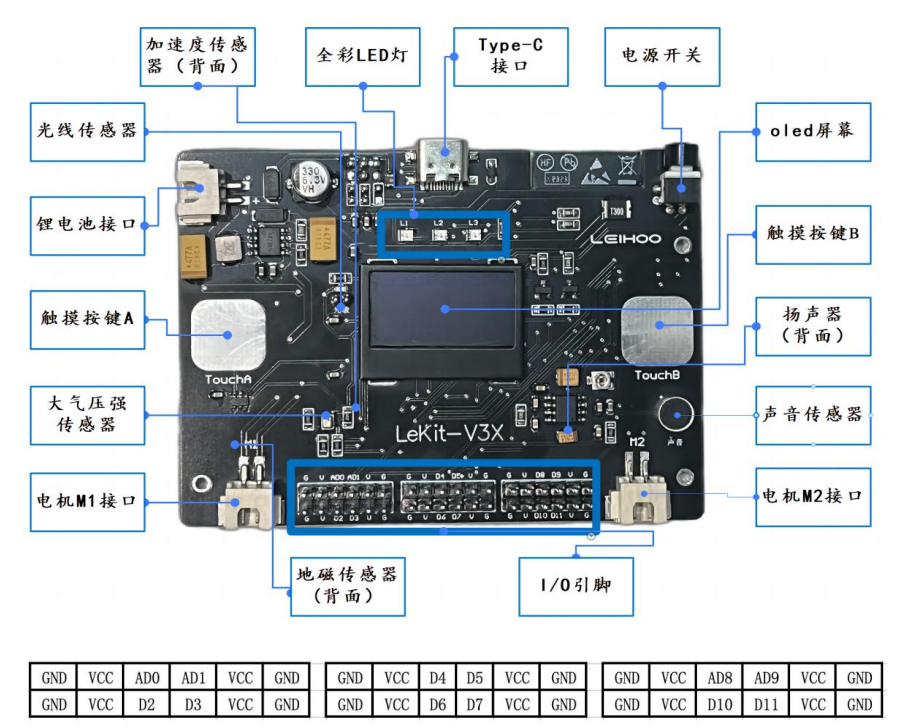 加速度传感
器（背面）
全彩LED灯
Type-C
接口
电源开关
光线传感器
oled屏幕
锂电池接口
触摸按键B
触摸按键A
扬声器
（背面）
大气压强
传感器
声音传感器
电机M1接口
电机M2接口
地磁传感器
（背面）
I/O引脚
330
6.3V
VH
L1 L2 L3
T300
LEIHOO
TouchA
TouchB
LeKit-V3X
M2
声音
G V AD0 AD1 V G G V D4 D5 V G G V D8 D9 V G
G V D2 D3 V G G V D6 D7 V G G V D10 D11 V G
GND VCC AD0 AD1 VCC GND GND VCC D4 D5 VCC GND GND VCC AD8 AD9 VCC GND
GND VCC D2 D3 VCC GND GND VCC D6 D7 VCC GND GND VCC D10 D11 VCC GND